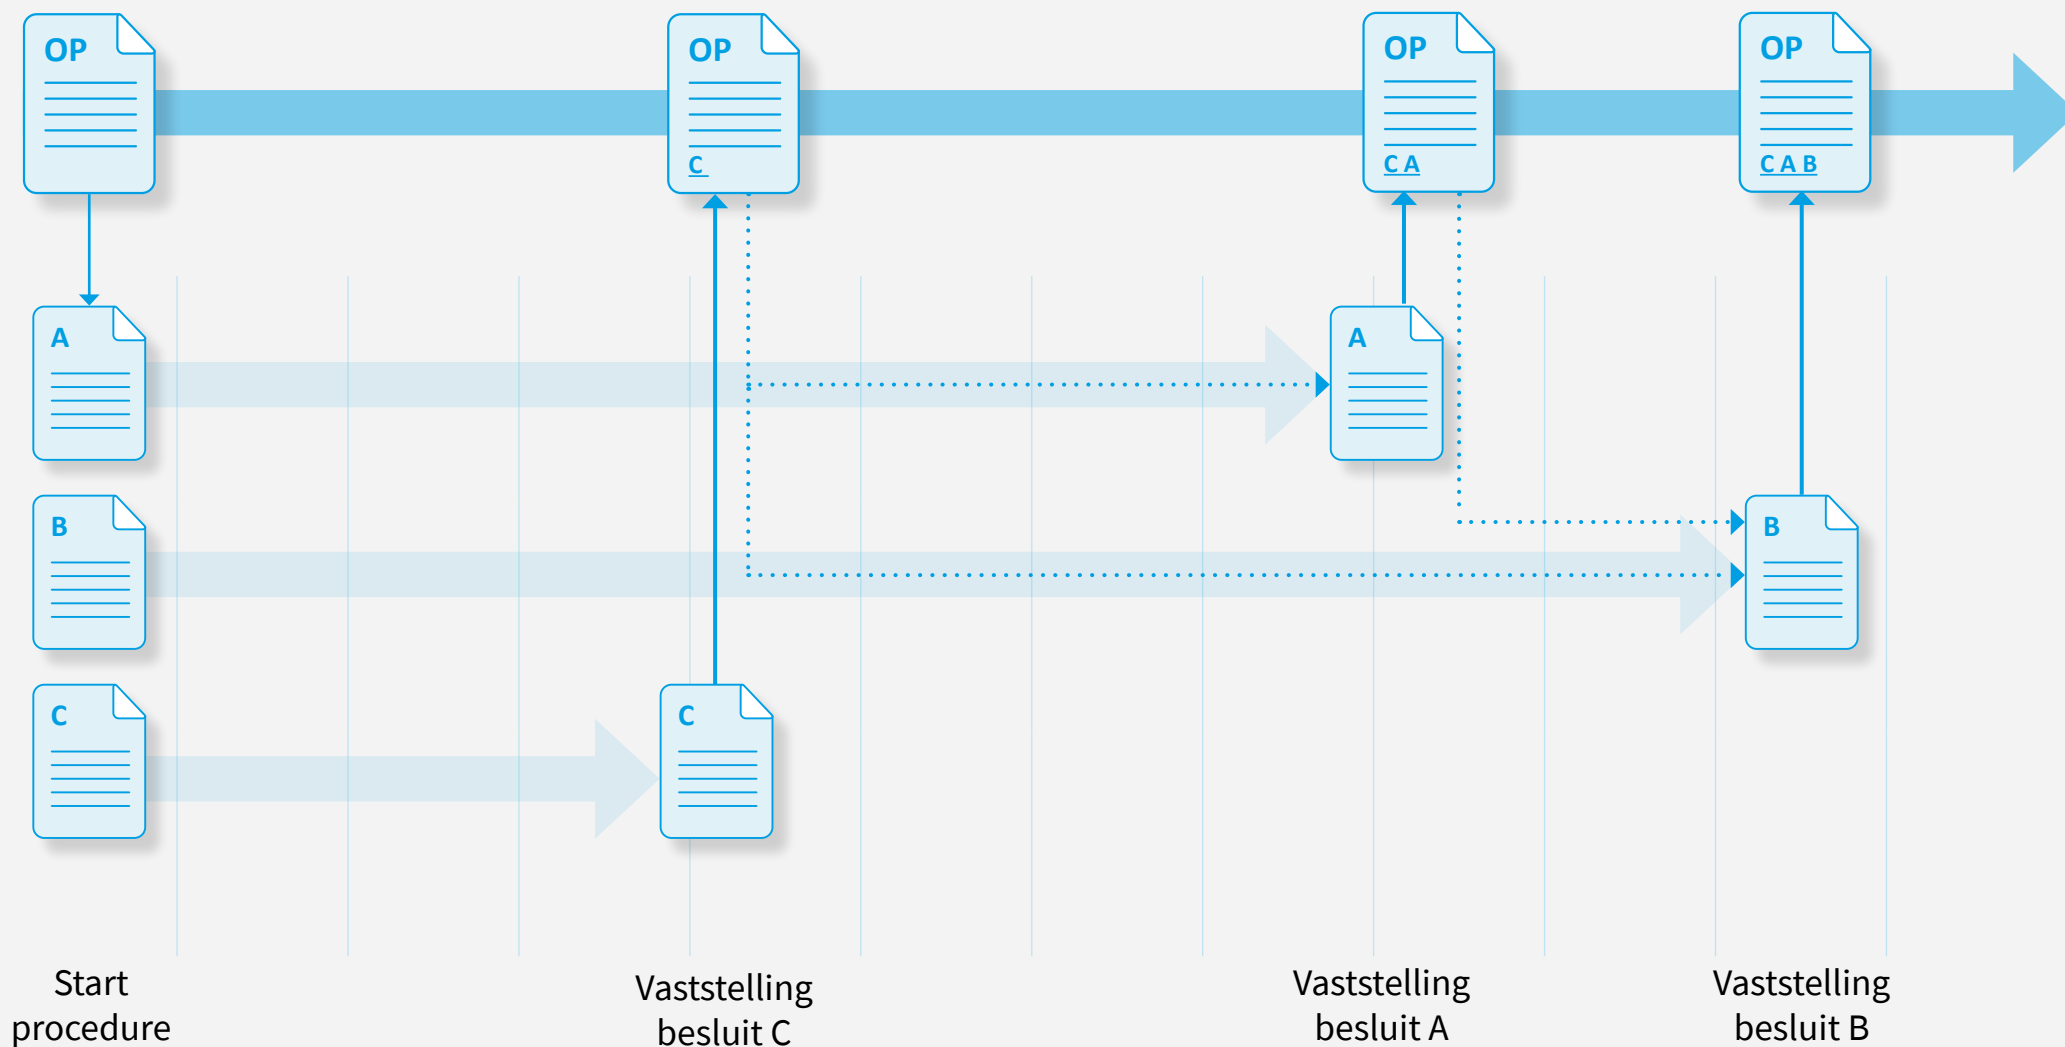 OP
OP
C
OP
C A
OP
C A B
A
A
B
B
C
C
Start
procedure
Vaststelling
besluit C
Vaststelling
besluit A
Vaststelling
besluit B